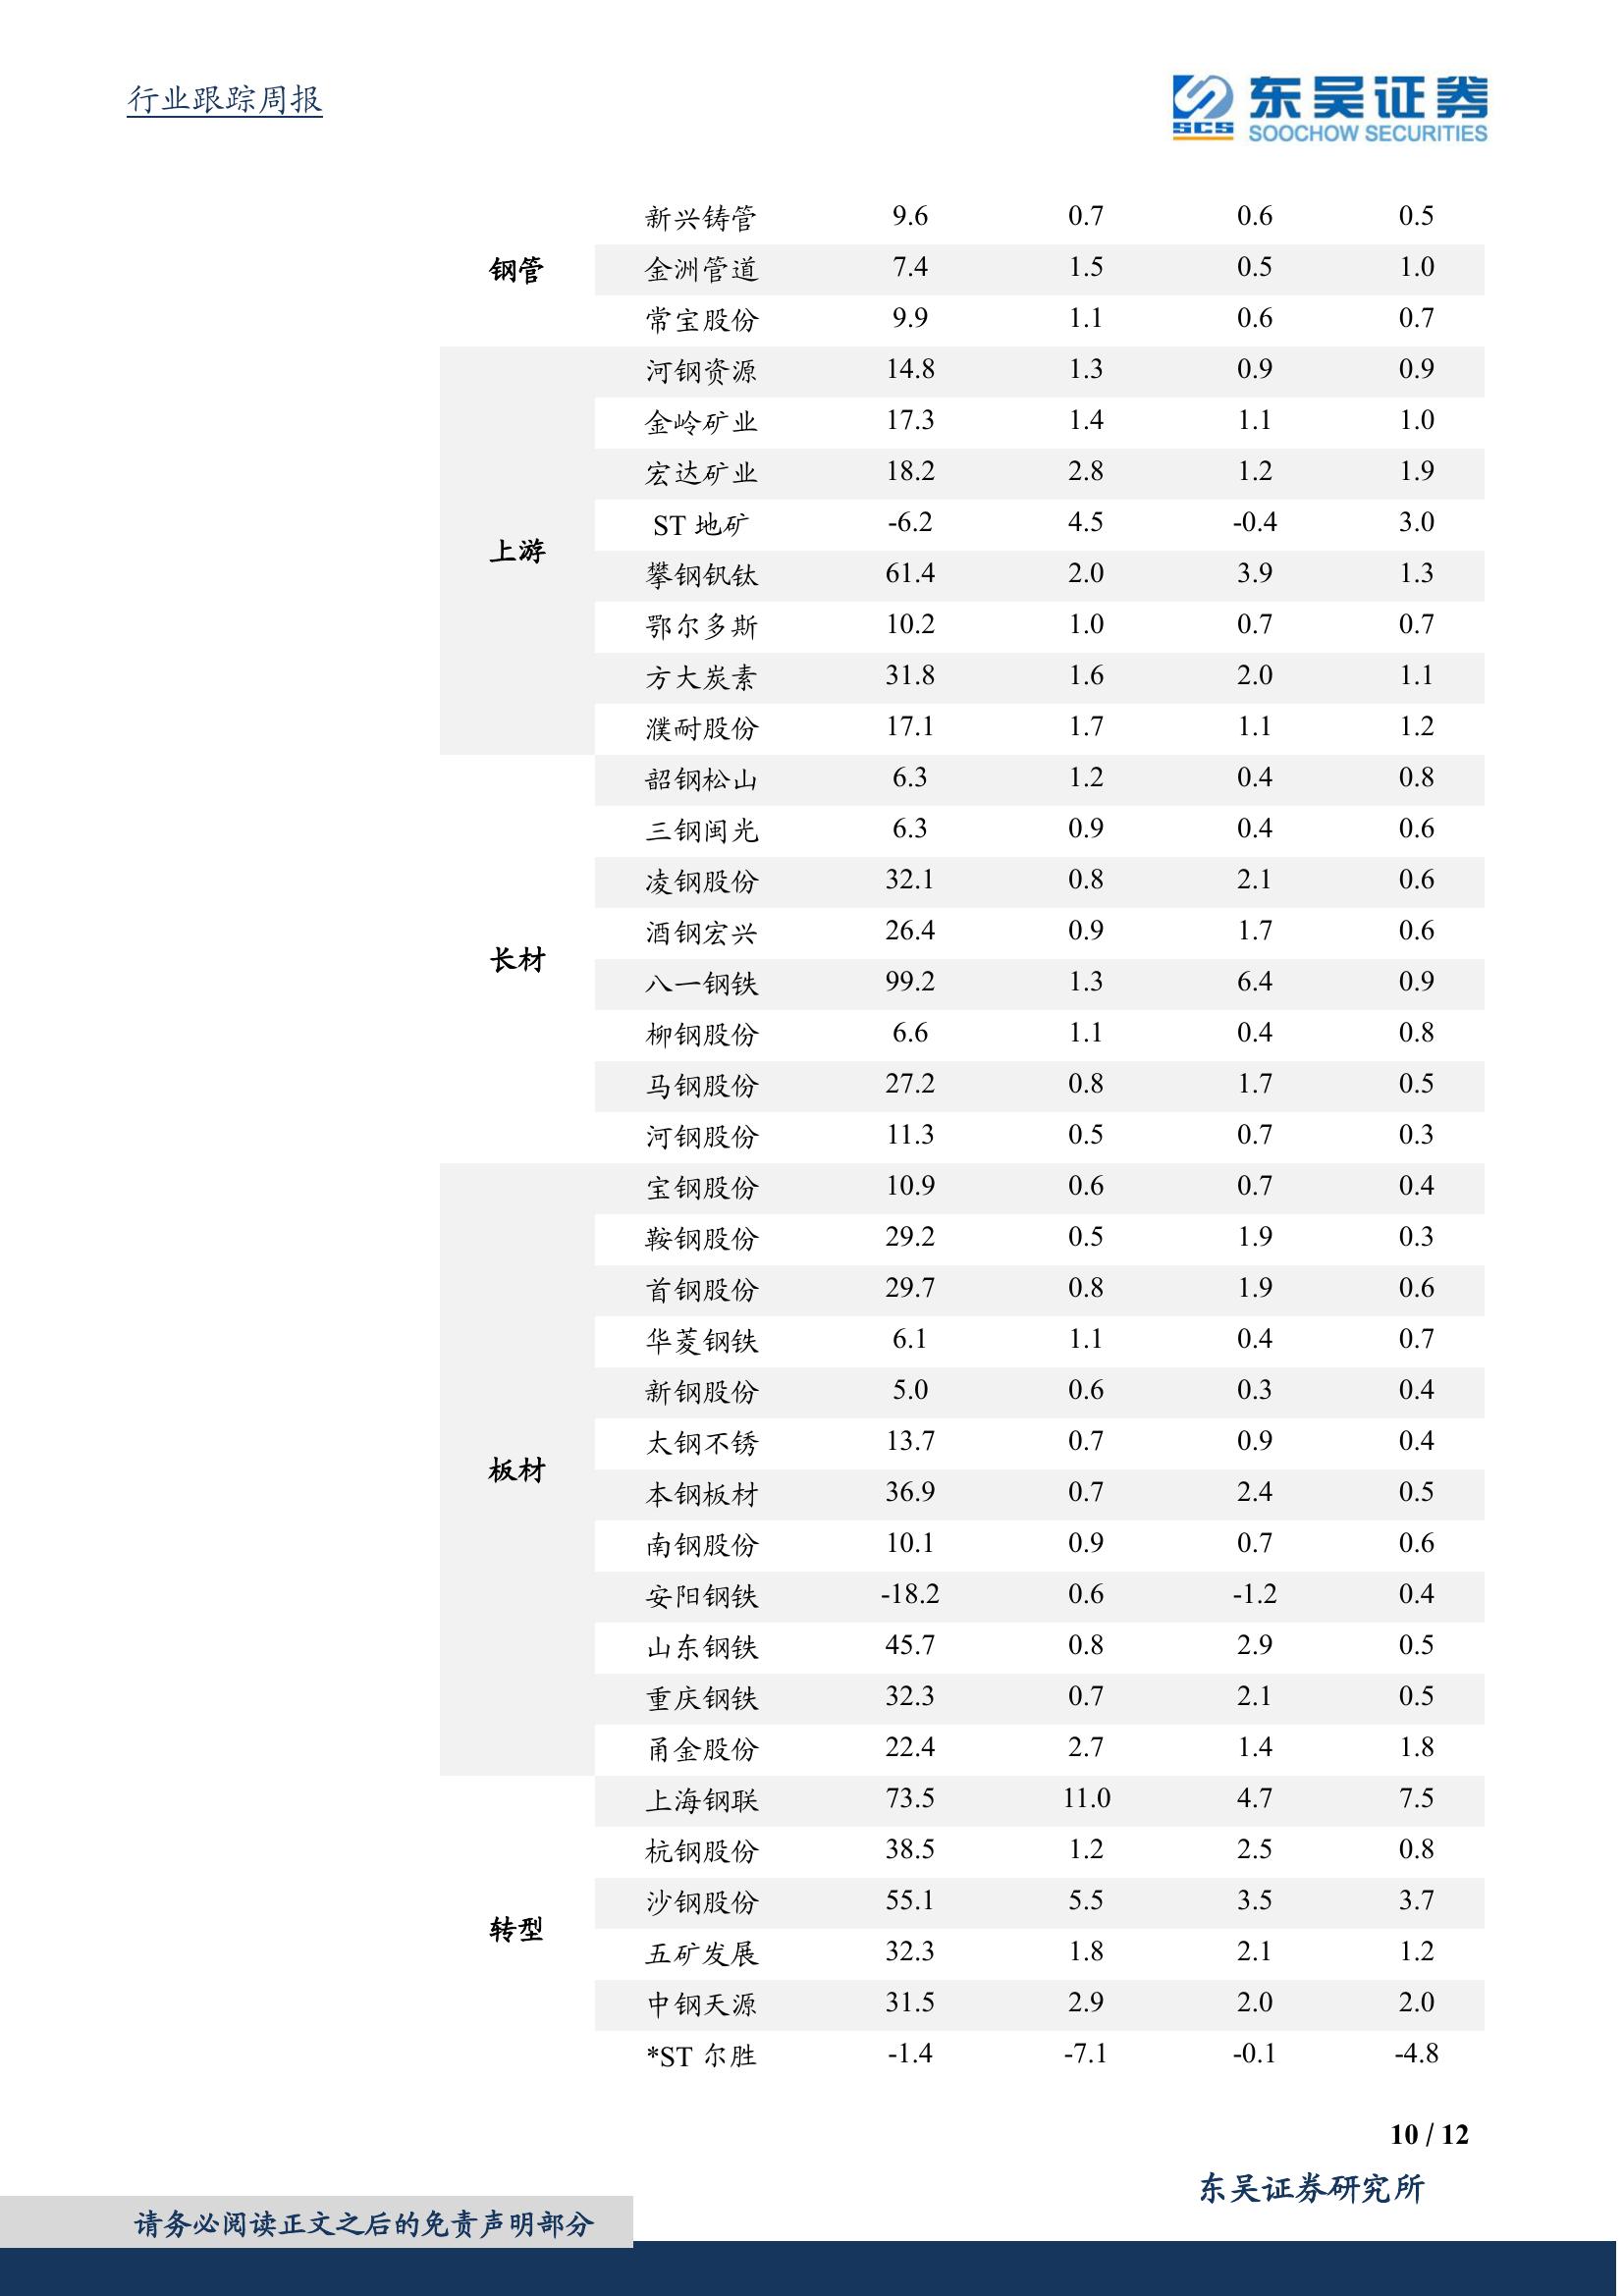 行业跟踪周报
SCS 东吴证券
SOOCHOW SECURITIES
新兴铸管 9.6 0.7 0.6 0.5
钢管 金洲管道 7.4 1.5 0.5 1.0
常宝股份 9.9 1.1 0.6 0.7
河钢资源 14.8 1.3 0.9 0.9
金岭矿业 17.3 1.4 1.1 1.0
宏达矿业 18.2 2.8 1.2 1.9
ST 地矿 -6.2 4.5 -0.4 3.0
上游
攀钢钒钛 61.4 2.0 3.9 1.3
鄂尔多斯 10.2 1.0 0.7 0.7
方大炭素 31.8 1.6 2.0 1.1
濮耐股份 17.1 1.7 1.1 1.2
韶钢松山 6.3 1.2 0.4 0.8
三钢闽光 6.3 0.9 0.4 0.6
凌钢股份 32.1 0.8 2.1 0.6
酒钢宏兴 26.4 0.9 1.7 0.6
长材
八一钢铁 99.2 1.3 6.4 0.9
柳钢股份 6.6 1.1 0.4 0.8
马钢股份 27.2 0.8 1.7 0.5
河钢股份 11.3 0.5 0.7 0.3
宝钢股份 10.9 0.6 0.7 0.4
鞍钢股份 29.2 0.5 1.9 0.3
首钢股份 29.7 0.8 1.9 0.6
华菱钢铁 6.1 1.1 0.4 0.7
新钢股份 5.0 0.6 0.3 0.4
太钢不锈 13.7 0.7 0.9 0.4
板材
本钢板材 36.9 0.7 2.4 0.5
南钢股份 10.1 0.9 0.7 0.6
安阳钢铁 -18.2 0.6 -1.2 0.4
山东钢铁 45.7 0.8 2.9 0.5
重庆钢铁 32.3 0.7 2.1 0.5
甬金股份 22.4 2.7 1.4 1.8
上海钢联 73.5 11.0 4.7 7.5
杭钢股份 38.5 1.2 2.5 0.8
沙钢股份 55.1 5.5 3.5 3.7
转型
五矿发展 32.3 1.8 2.1 1.2
中钢天源 31.5 2.9 2.0 2.0
*ST 尔胜 -1.4 -7.1 -0.1 -4.8
10 / 12
东吴证券研究所
请务必阅读正文之后的免责声明部分